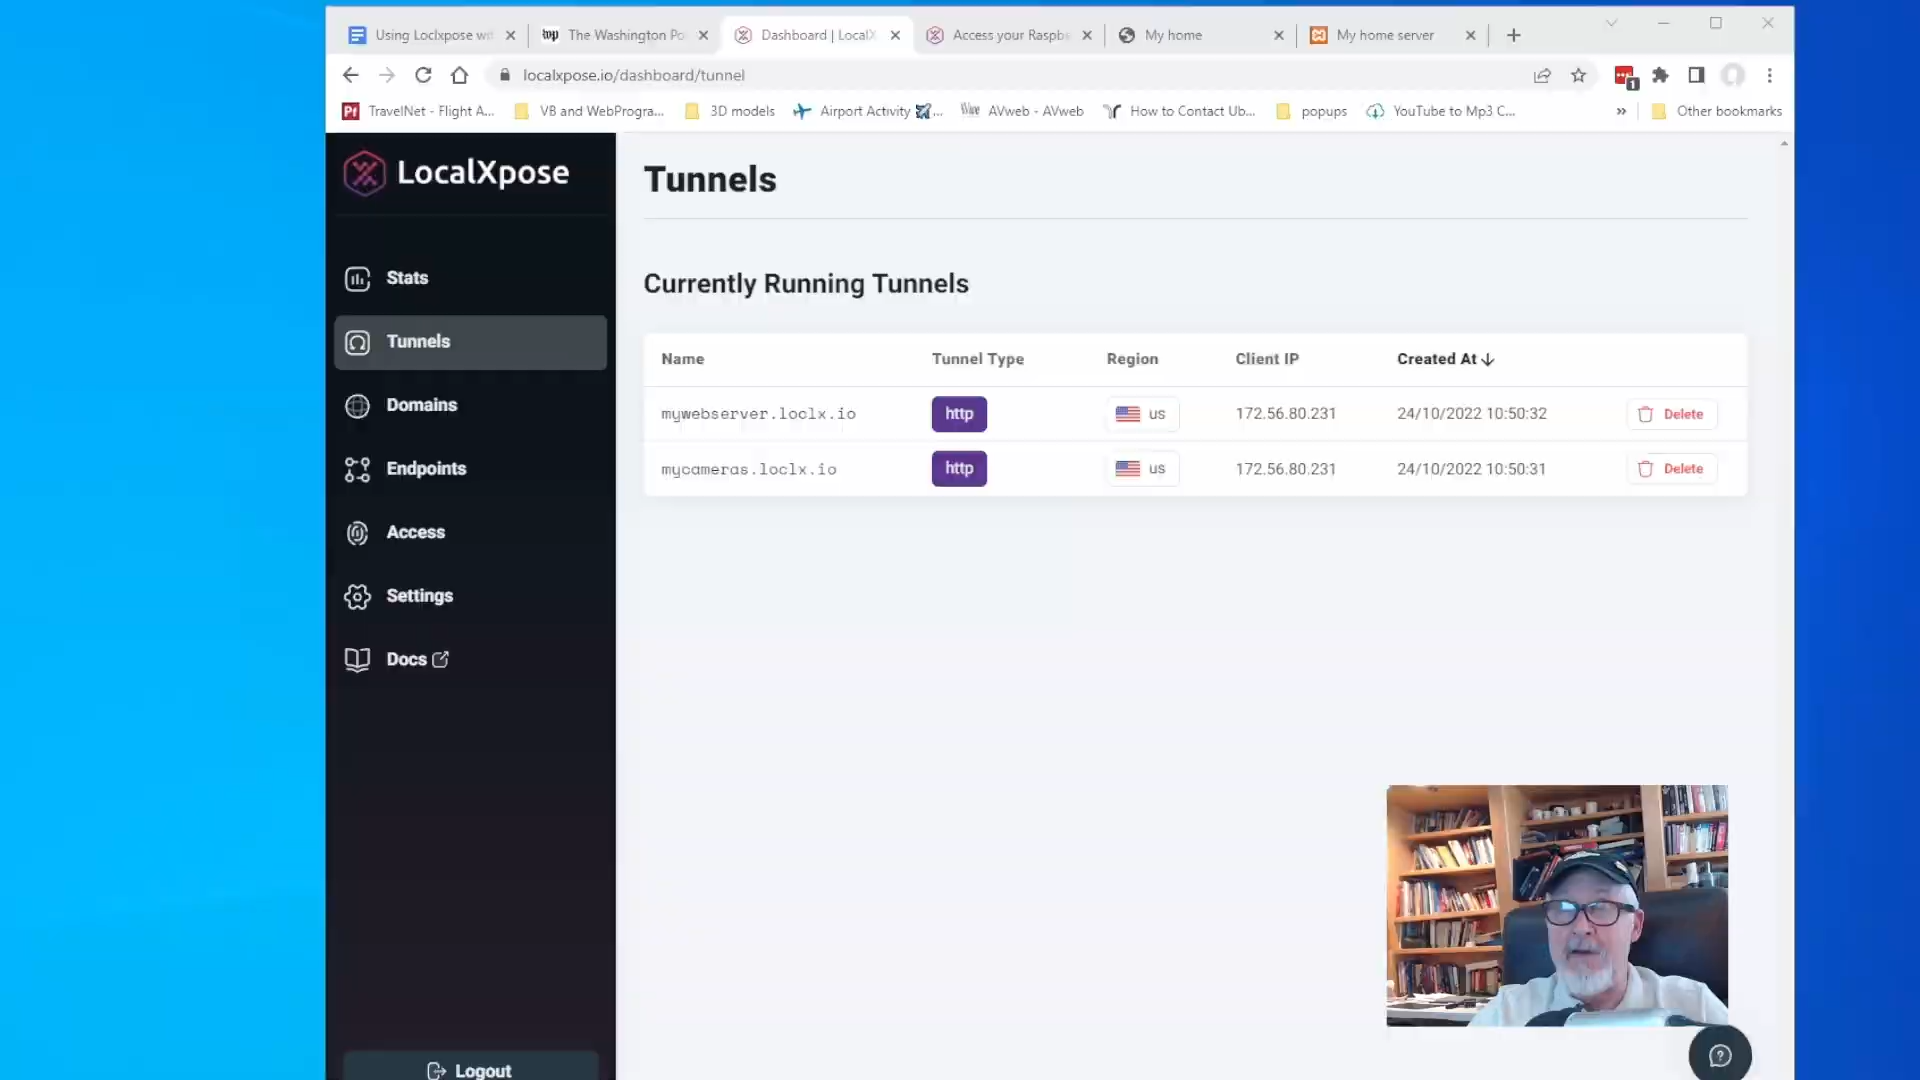 Using Loclxpose wi
The Washington Po
Dashboard | LocalX
Access your Raspb
My home
My home server
localxpose.io/dashboard/tunnel
1
TravelNet - Flight A...
VB and WebProgra...
3D models
Airport Activity
...
AVweb - AVweb
How to Contact Ub...
popups
YouTube to Mp3 C...
»
Other bookmarks
LocalXpose
Stats
Tunnels
Domains
Endpoints
Access
Settings
Docs
Logout
Tunnels
Currently Running Tunnels
Name Tunnel Type Region Client IP Created At
mywebserver.loclx.io http us 172.56.80.231 24/10/2022 10:50:32 Delete
mycameras.loclx.io http us 172.56.80.231 24/10/2022 10:50:31 Delete